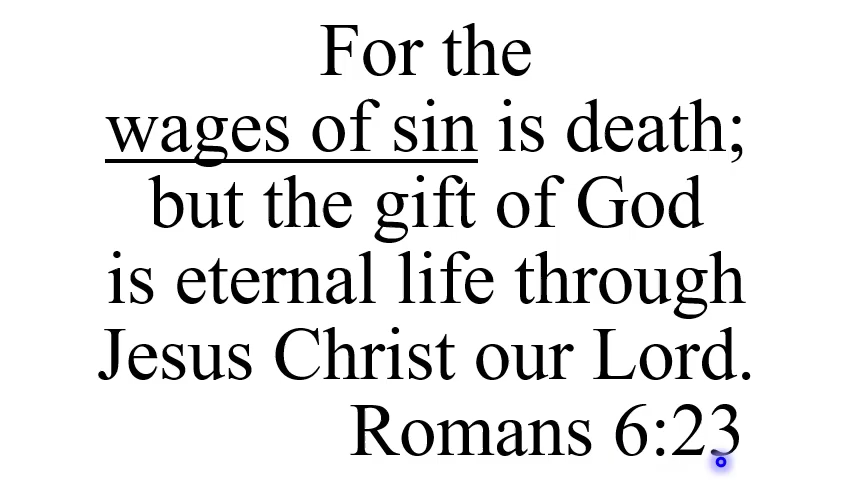 For the
wages of sin is death;
but the gift of God
is eternal life through
Jesus Christ our Lord.
Romans 6:23